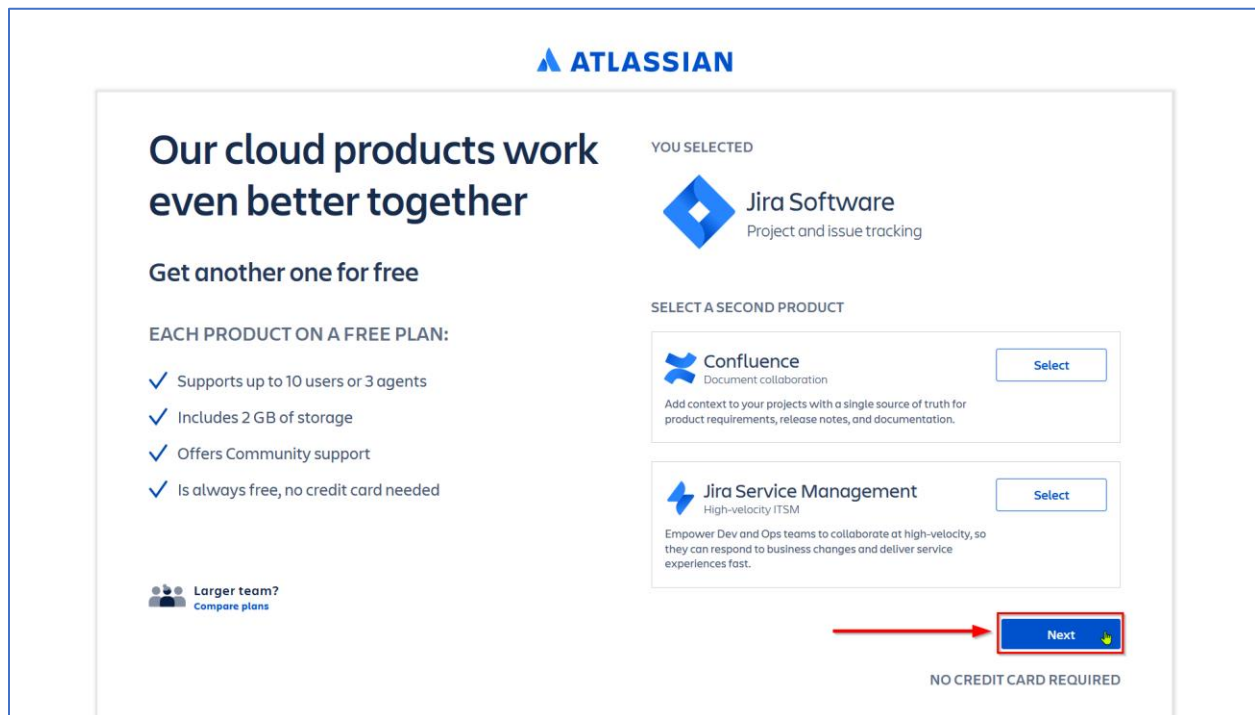 ATLASSIAN
Our cloud products work
even better together
Get another one for free
EACH PRODUCT ON A FREE PLAN:
Supports up to 10 users or 3 agents
Includes 2 GB of storage
Offers Community support
Is always free, no credit card needed
Larger team?
Compare plans
YOU SELECTED
Jira Software
Project and issue tracking
SELECT A SECOND PRODUCT
Confluence
Document collaboration
Select
Add context to your projects with a single source of truth for
product requirements, release notes, and documentation.
Jira Service Management
High-velocity ITSM
Select
Empower Dev and Ops teams to collaborate at high-velocity, so
they can respond to business changes and deliver service
experiences fast.
Next
NO CREDIT CARD REQUIRED